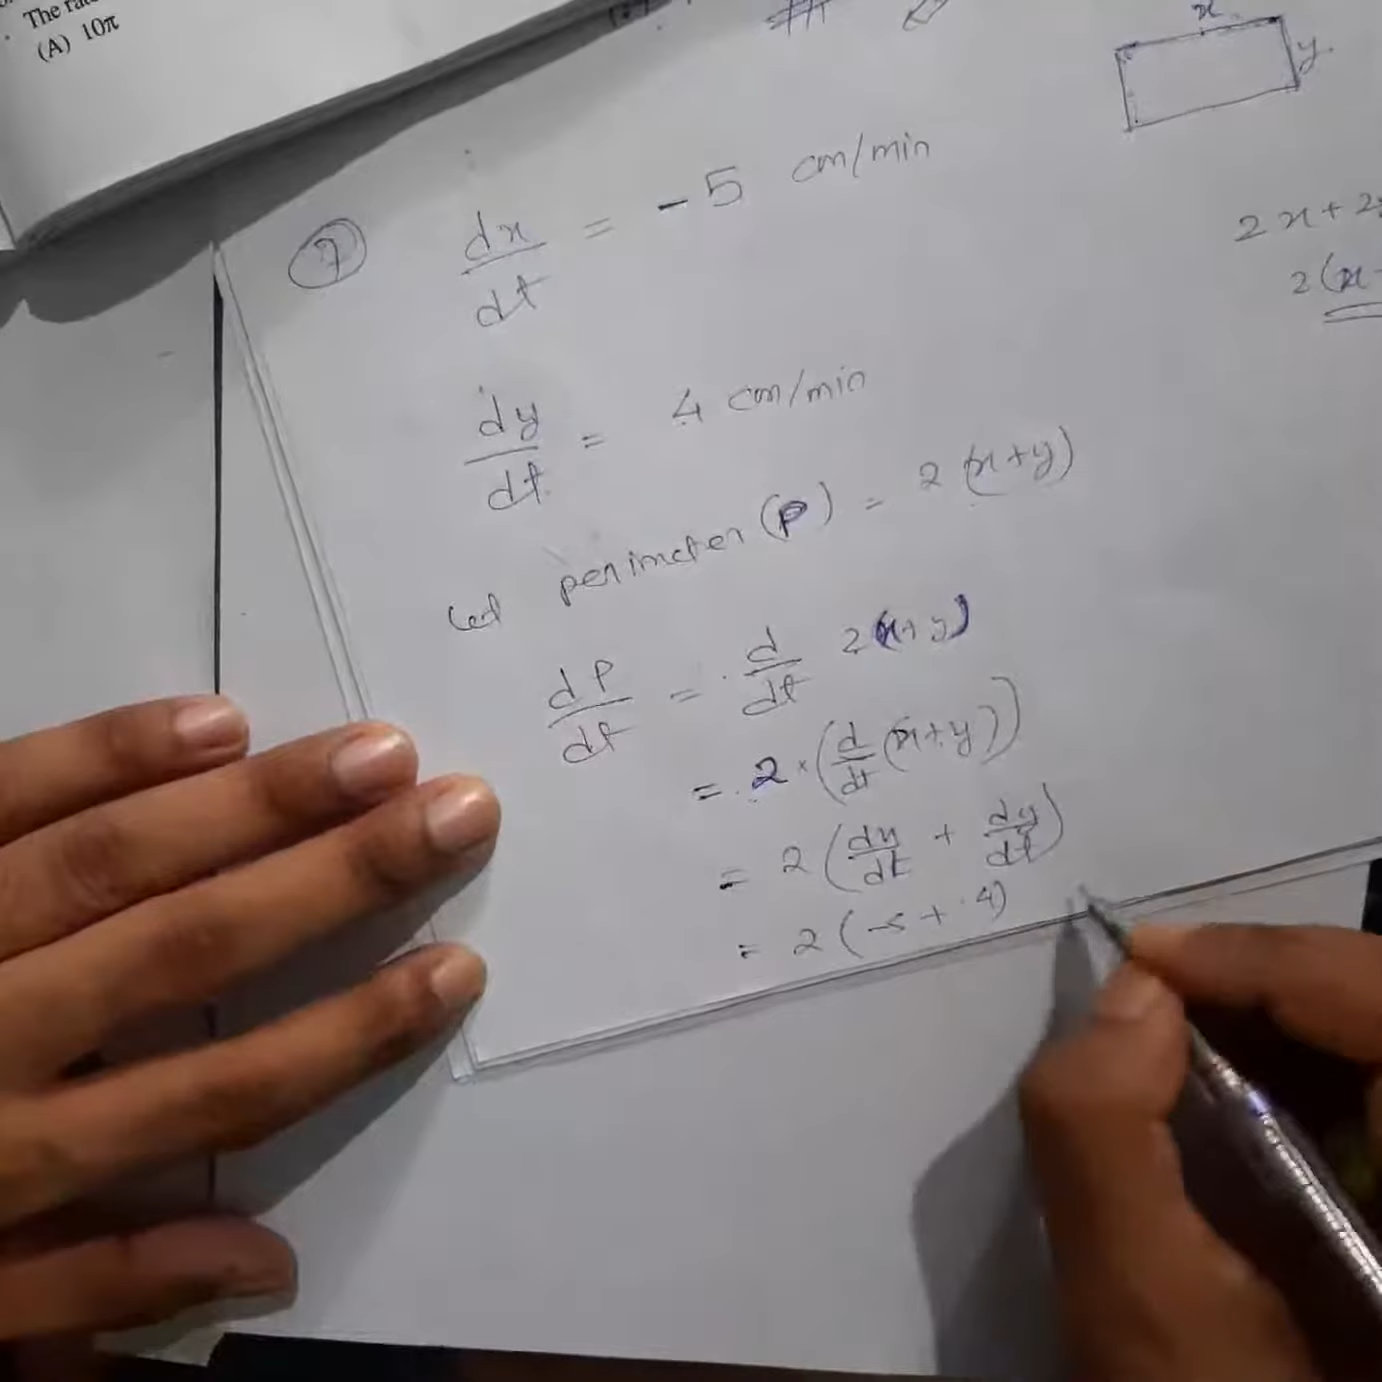 The
(A) 10π
x
y.
7 dx/dt = -5 cm/min
2x+2
2(x
dy/dt = 4 cm/min
Let perimeter (P) = 2 (x+y)
dP/dt = d/dt 2(x+y)
= 2 × (d/dt (x+y))
= 2 (dx/dt + dy/dt)
= 2 (-5 + 4)